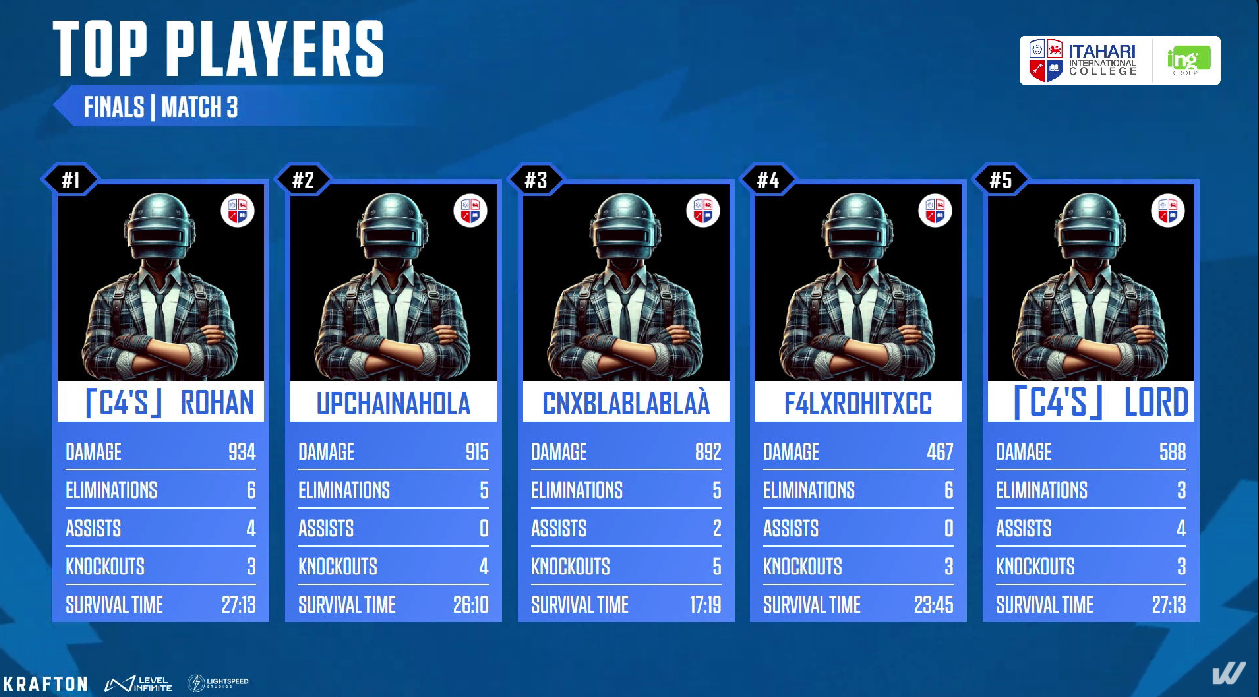 TOP PLAYERS
FINALS | MATCH 3
ITAHARI
INTERNATIONAL
COLLEGE
ing
GROUP
#1
#2
#3
#4
#5
「C4'S」 ROHAN
DAMAGE 934
ELIMINATIONS 6
ASSISTS 4
KNOCKOUTS 3
SURVIVAL TIME 27:13
UPCHAINAHOLA
DAMAGE 915
ELIMINATIONS 5
ASSISTS 0
KNOCKOUTS 4
SURVIVAL TIME 26:10
CNXBLABLABLAÀ
DAMAGE 892
ELIMINATIONS 5
ASSISTS 2
KNOCKOUTS 5
SURVIVAL TIME 17:19
F4LXROHITXCC
DAMAGE 467
ELIMINATIONS 6
ASSISTS 0
KNOCKOUTS 3
SURVIVAL TIME 23:45
「C4'S」 LORD
DAMAGE 588
ELIMINATIONS 3
ASSISTS 4
KNOCKOUTS 3
SURVIVAL TIME 27:13
KRAFTON
LEVEL
INFINITE
LIGHTSPEED
STUDIOS